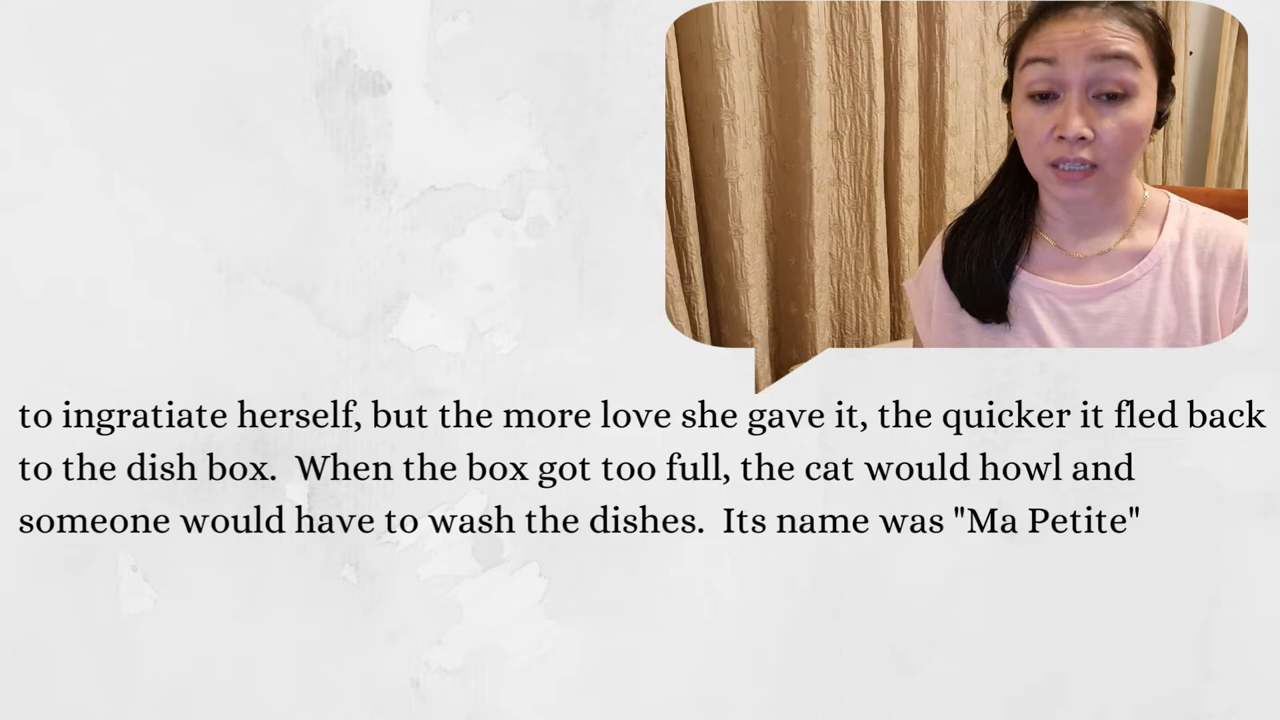 to ingratiate herself, but the more love she gave it, the quicker it fled back
to the dish box.  When the box got too full, the cat would howl and
someone would have to wash the dishes.  Its name was "Ma Petite"